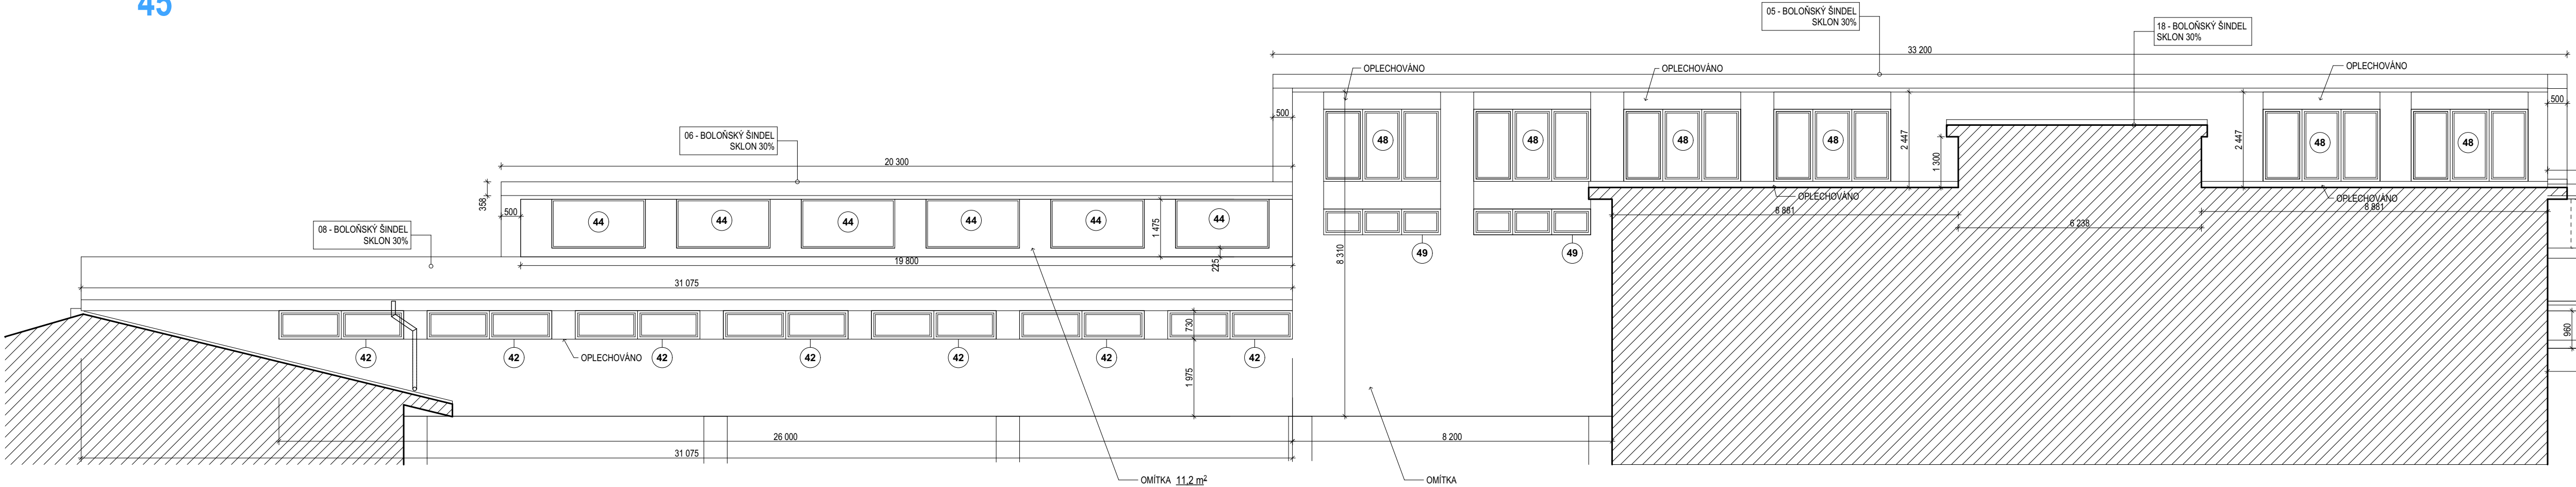 45
05 - BOLOŇSKÝ ŠINDEL
SKLON 30%
18 - BOLOŇSKÝ ŠINDEL
SKLON 30%
33 200
OPLECHOVÁNO
OPLECHOVÁNO
OPLECHOVÁNO
500
500
06 - BOLOŇSKÝ ŠINDEL
SKLON 30%
48
48
48
48
48
48
2 447
2 447
1 300
20 300
358
500
OPLECHOVÁNO
OPLECHOVÁNO
44
44
44
44
44
44
1 475
8 881
8 881
6 238
08 - BOLOŇSKÝ ŠINDEL
SKLON 30%
49
49
8 310
19 800
225
31 075
730
960
42
42
42
42
42
42
42
OPLECHOVÁNO
1 975
26 000
8 200
31 075
OMÍTKA 11,2 m²
OMÍTKA